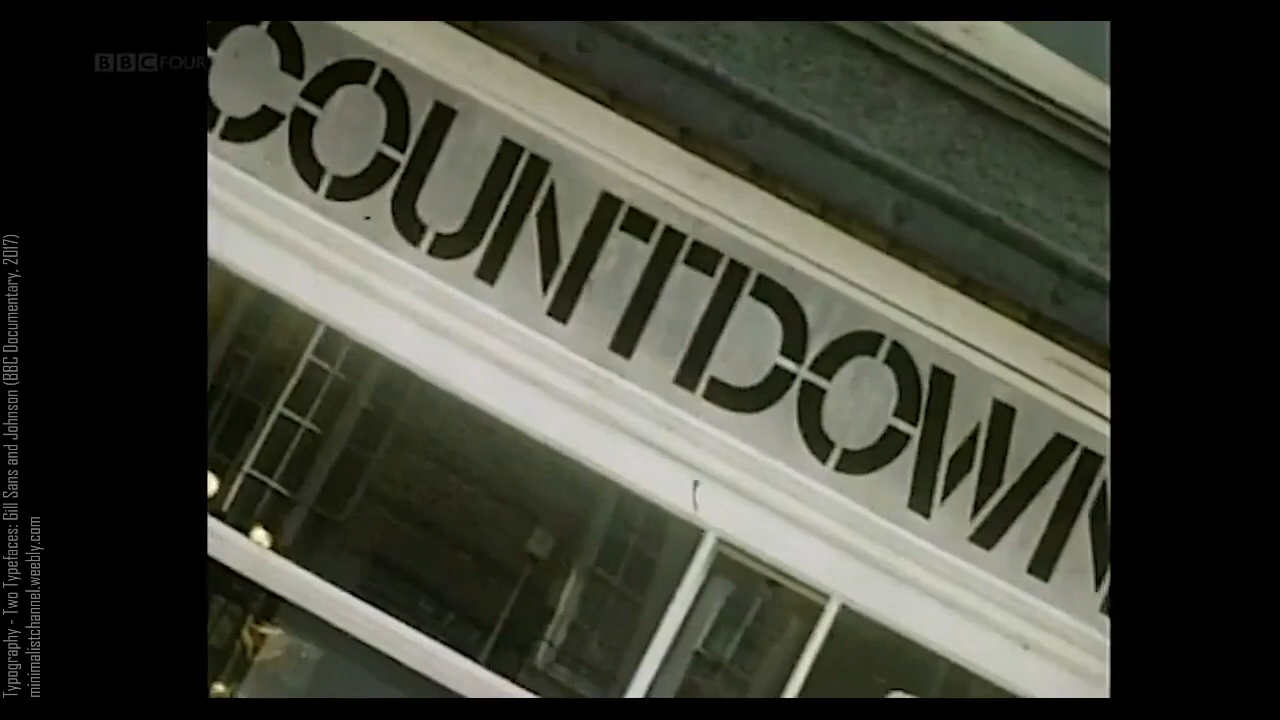 BBC FOUR
COUNTDOWN
Typography - Two Typefaces: Gill Sans and Johnson (BBC Documentary, 2017)
minimalistchannel.weebly.com